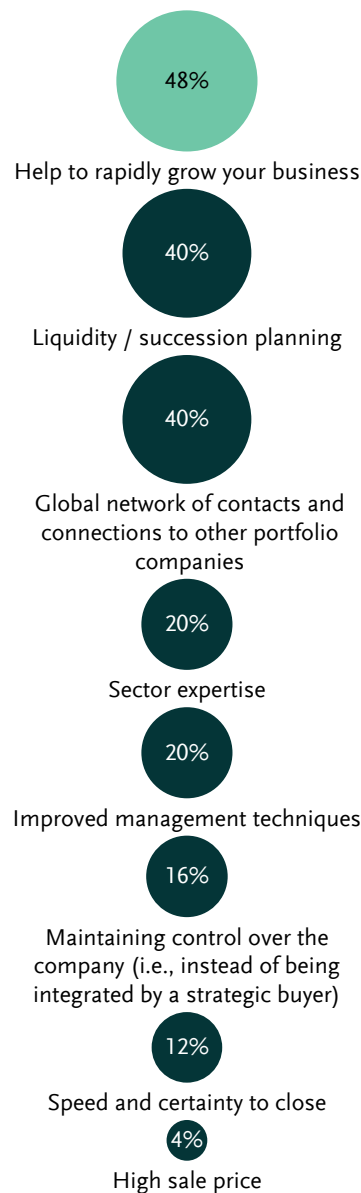 48%
Help to rapidly grow your business
40%
Liquidity / succession planning
40%
Global network of contacts and
connections to other portfolio
companies
20%
Sector expertise
20%
Improved management techniques
16%
Maintaining control over the
company (i.e., instead of being
integrated by a strategic buyer)
12%
Speed and certainty to close
4%
High sale price